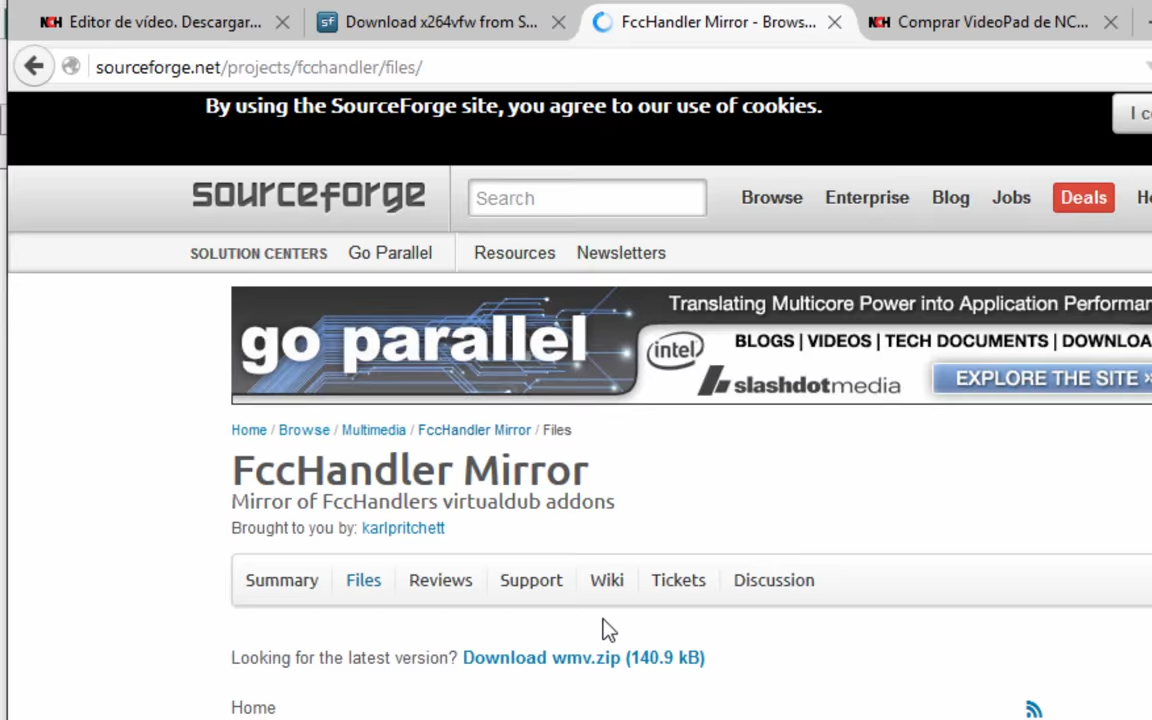 Editor de vídeo. Descargar...
Download x264vfw from S...
FccHandler Mirror - Brows...
Comprar VideoPad de NC...
sourceforge.net/projects/fcchandler/files/
By using the SourceForge site, you agree to our use of cookies.
I co
sourceforge
Search
Browse Enterprise Blog Jobs Deals He
SOLUTION CENTERS Go Parallel Resources Newsletters
go parallel
Translating Multicore Power into Application Performan
intel
BLOGS | VIDEOS | TECH DOCUMENTS | DOWNLOA
slashdotmedia
EXPLORE THE SITE »
Home / Browse / Multimedia / FccHandler Mirror / Files
FccHandler Mirror
Mirror of FccHandlers virtualdub addons
Brought to you by: karlpritchett
Summary Files Reviews Support Wiki Tickets Discussion
Looking for the latest version? Download wmv.zip (140.9 kB)
Home